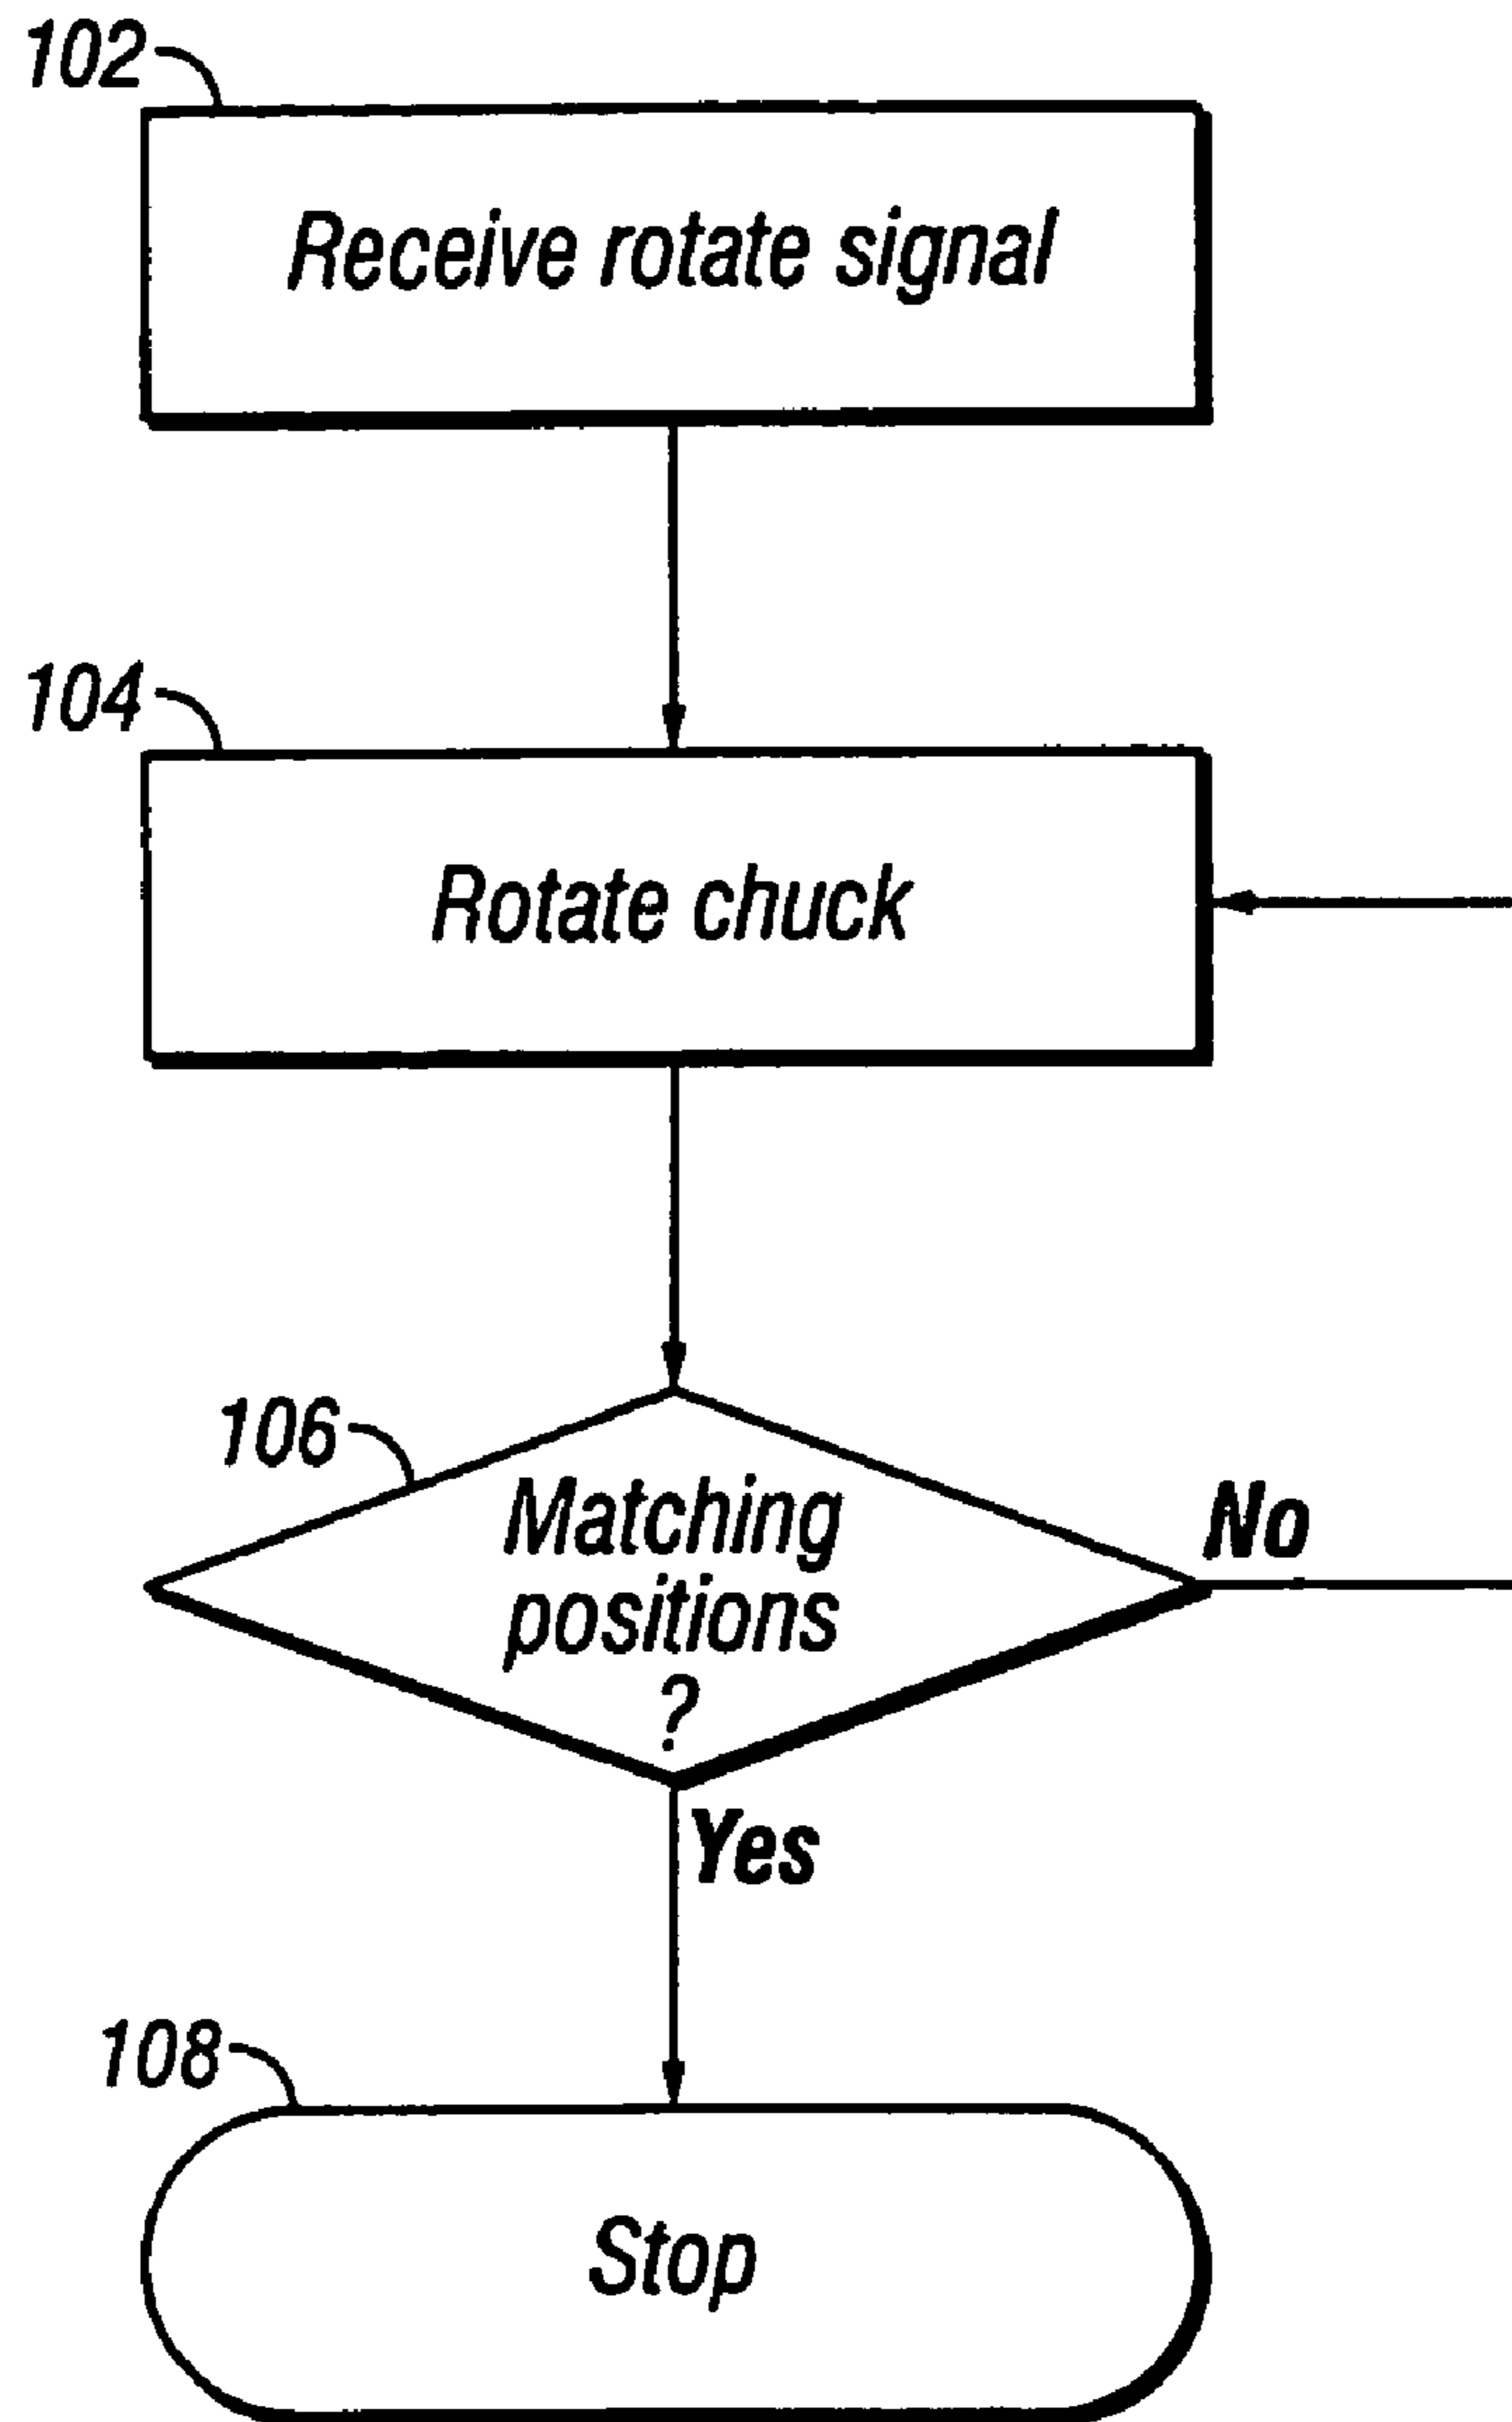 102
Receive rotate signal
104
Rotate chuck
106
Matching
positions
?
No
Yes
108
Stop